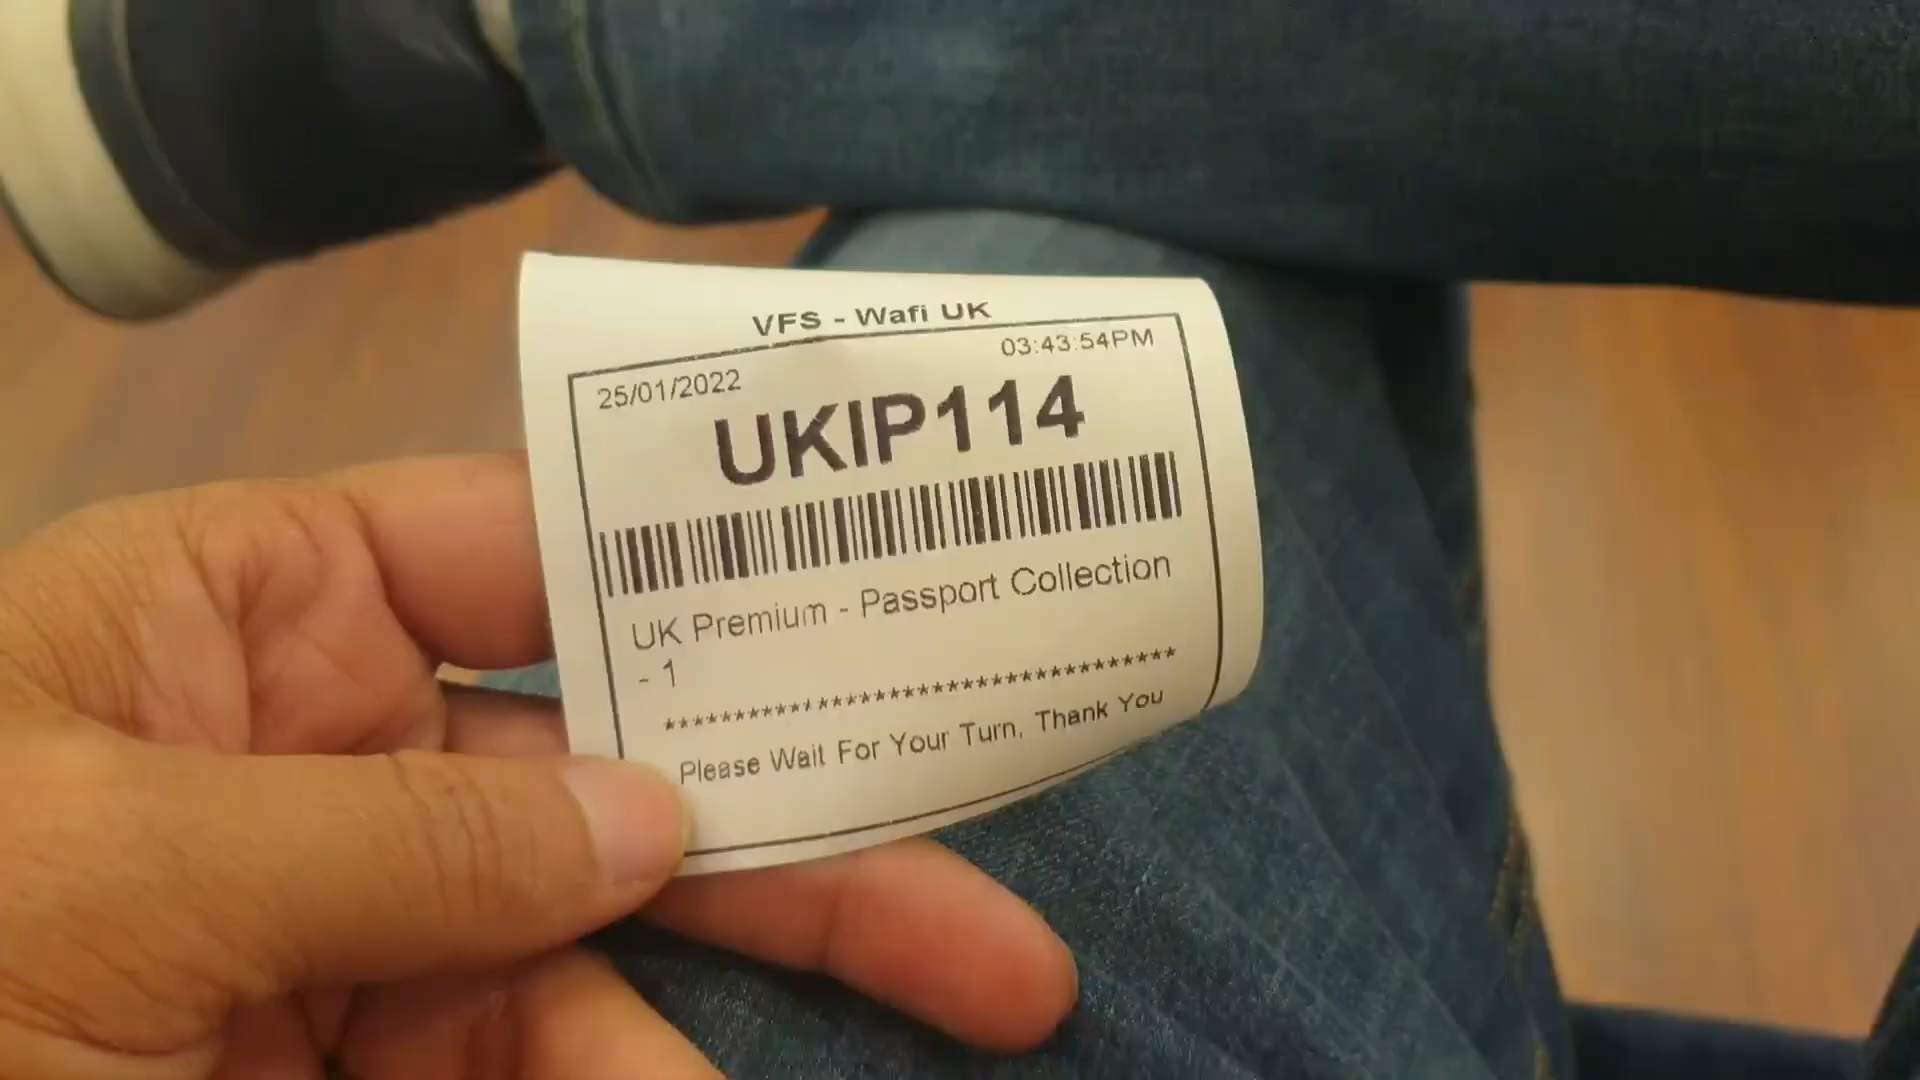 VFS - Wafi UK
25/01/2022 03:43:54PM
UKIP114
UK Premium - Passport Collection
- 1
************************************
Please Wait For Your Turn, Thank You